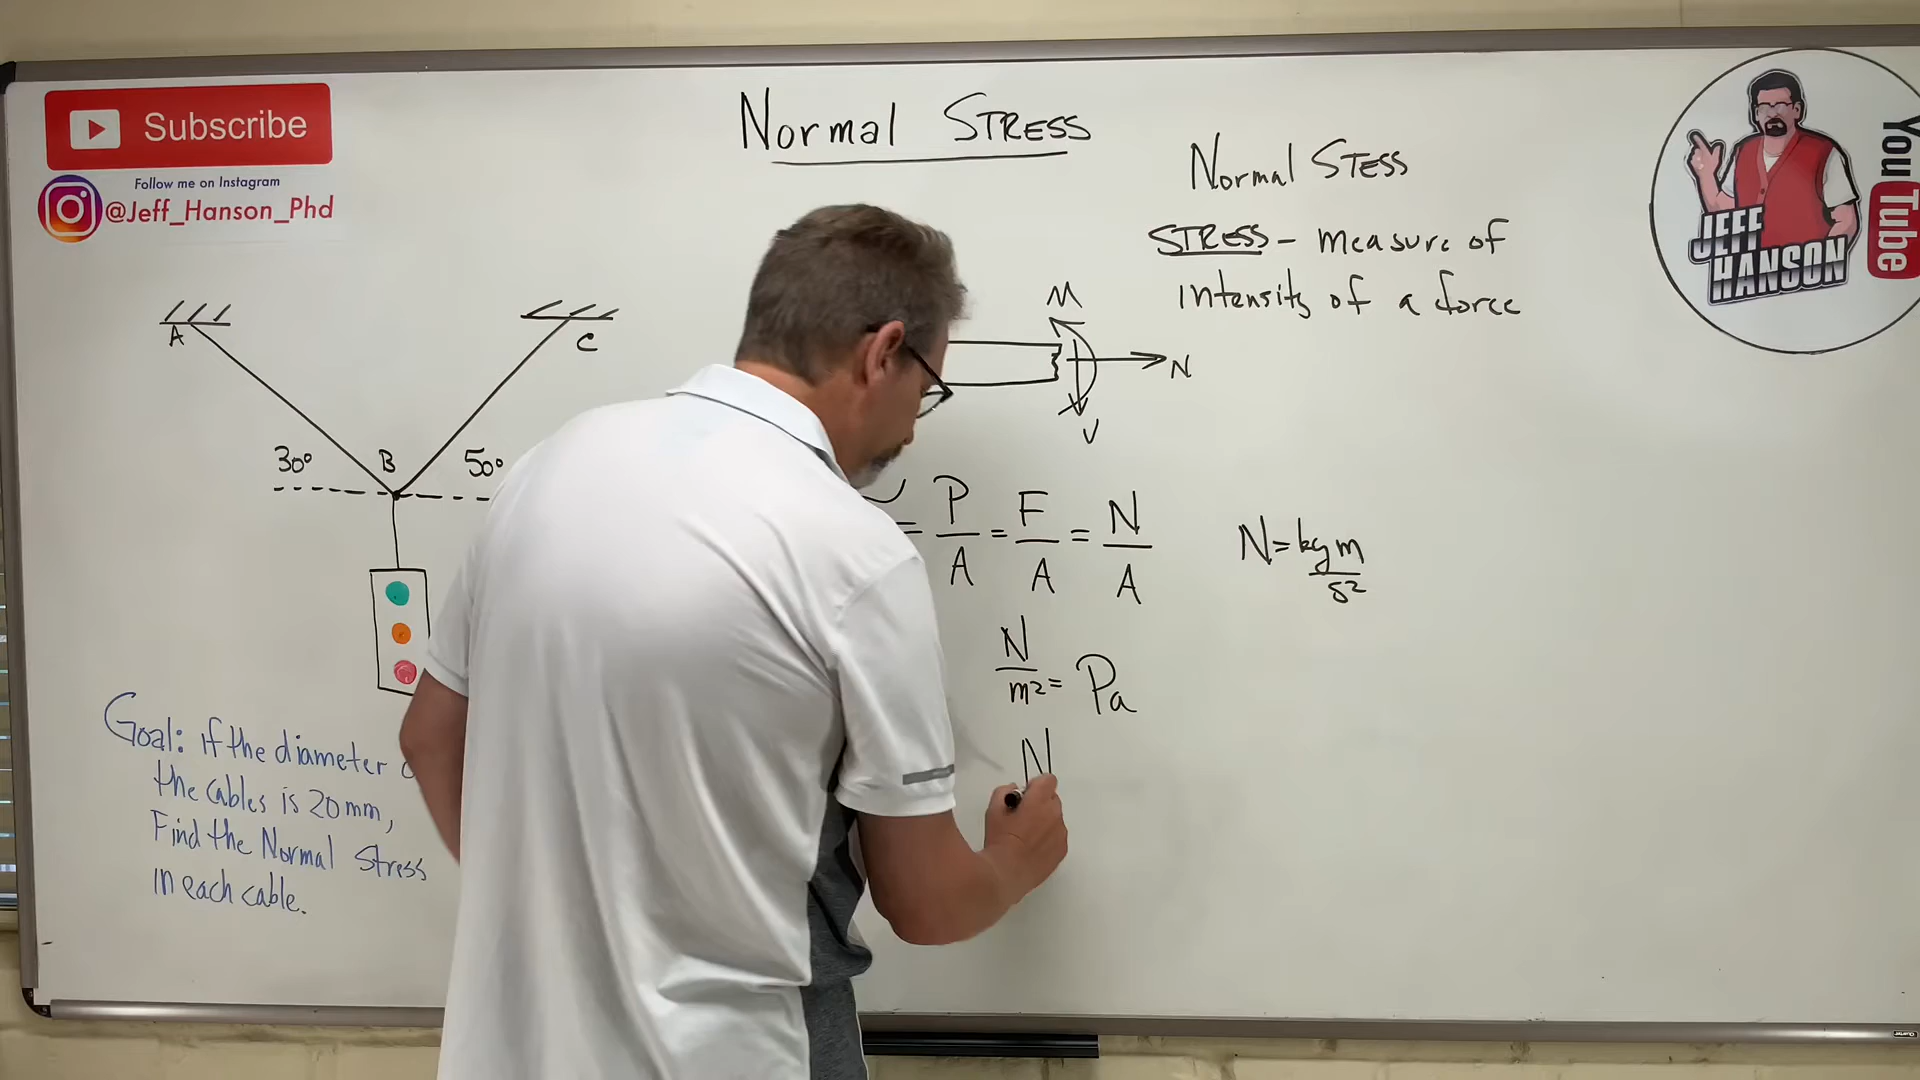 Subscribe
Follow me on Instagram
@Jeff_Hanson_Phd
Normal STRESS
Normal STESS
STRESS - measure of
intensity of a force
JEFF
HANSON
YouTube
A
C
30°
B
50°
M
N
V
= P/A = F/A = N/A
N = kg m/s²
N/m² = Pa
N
Goal: if the diameter
the cables is 20mm,
Find the Normal Stress
in each cable.